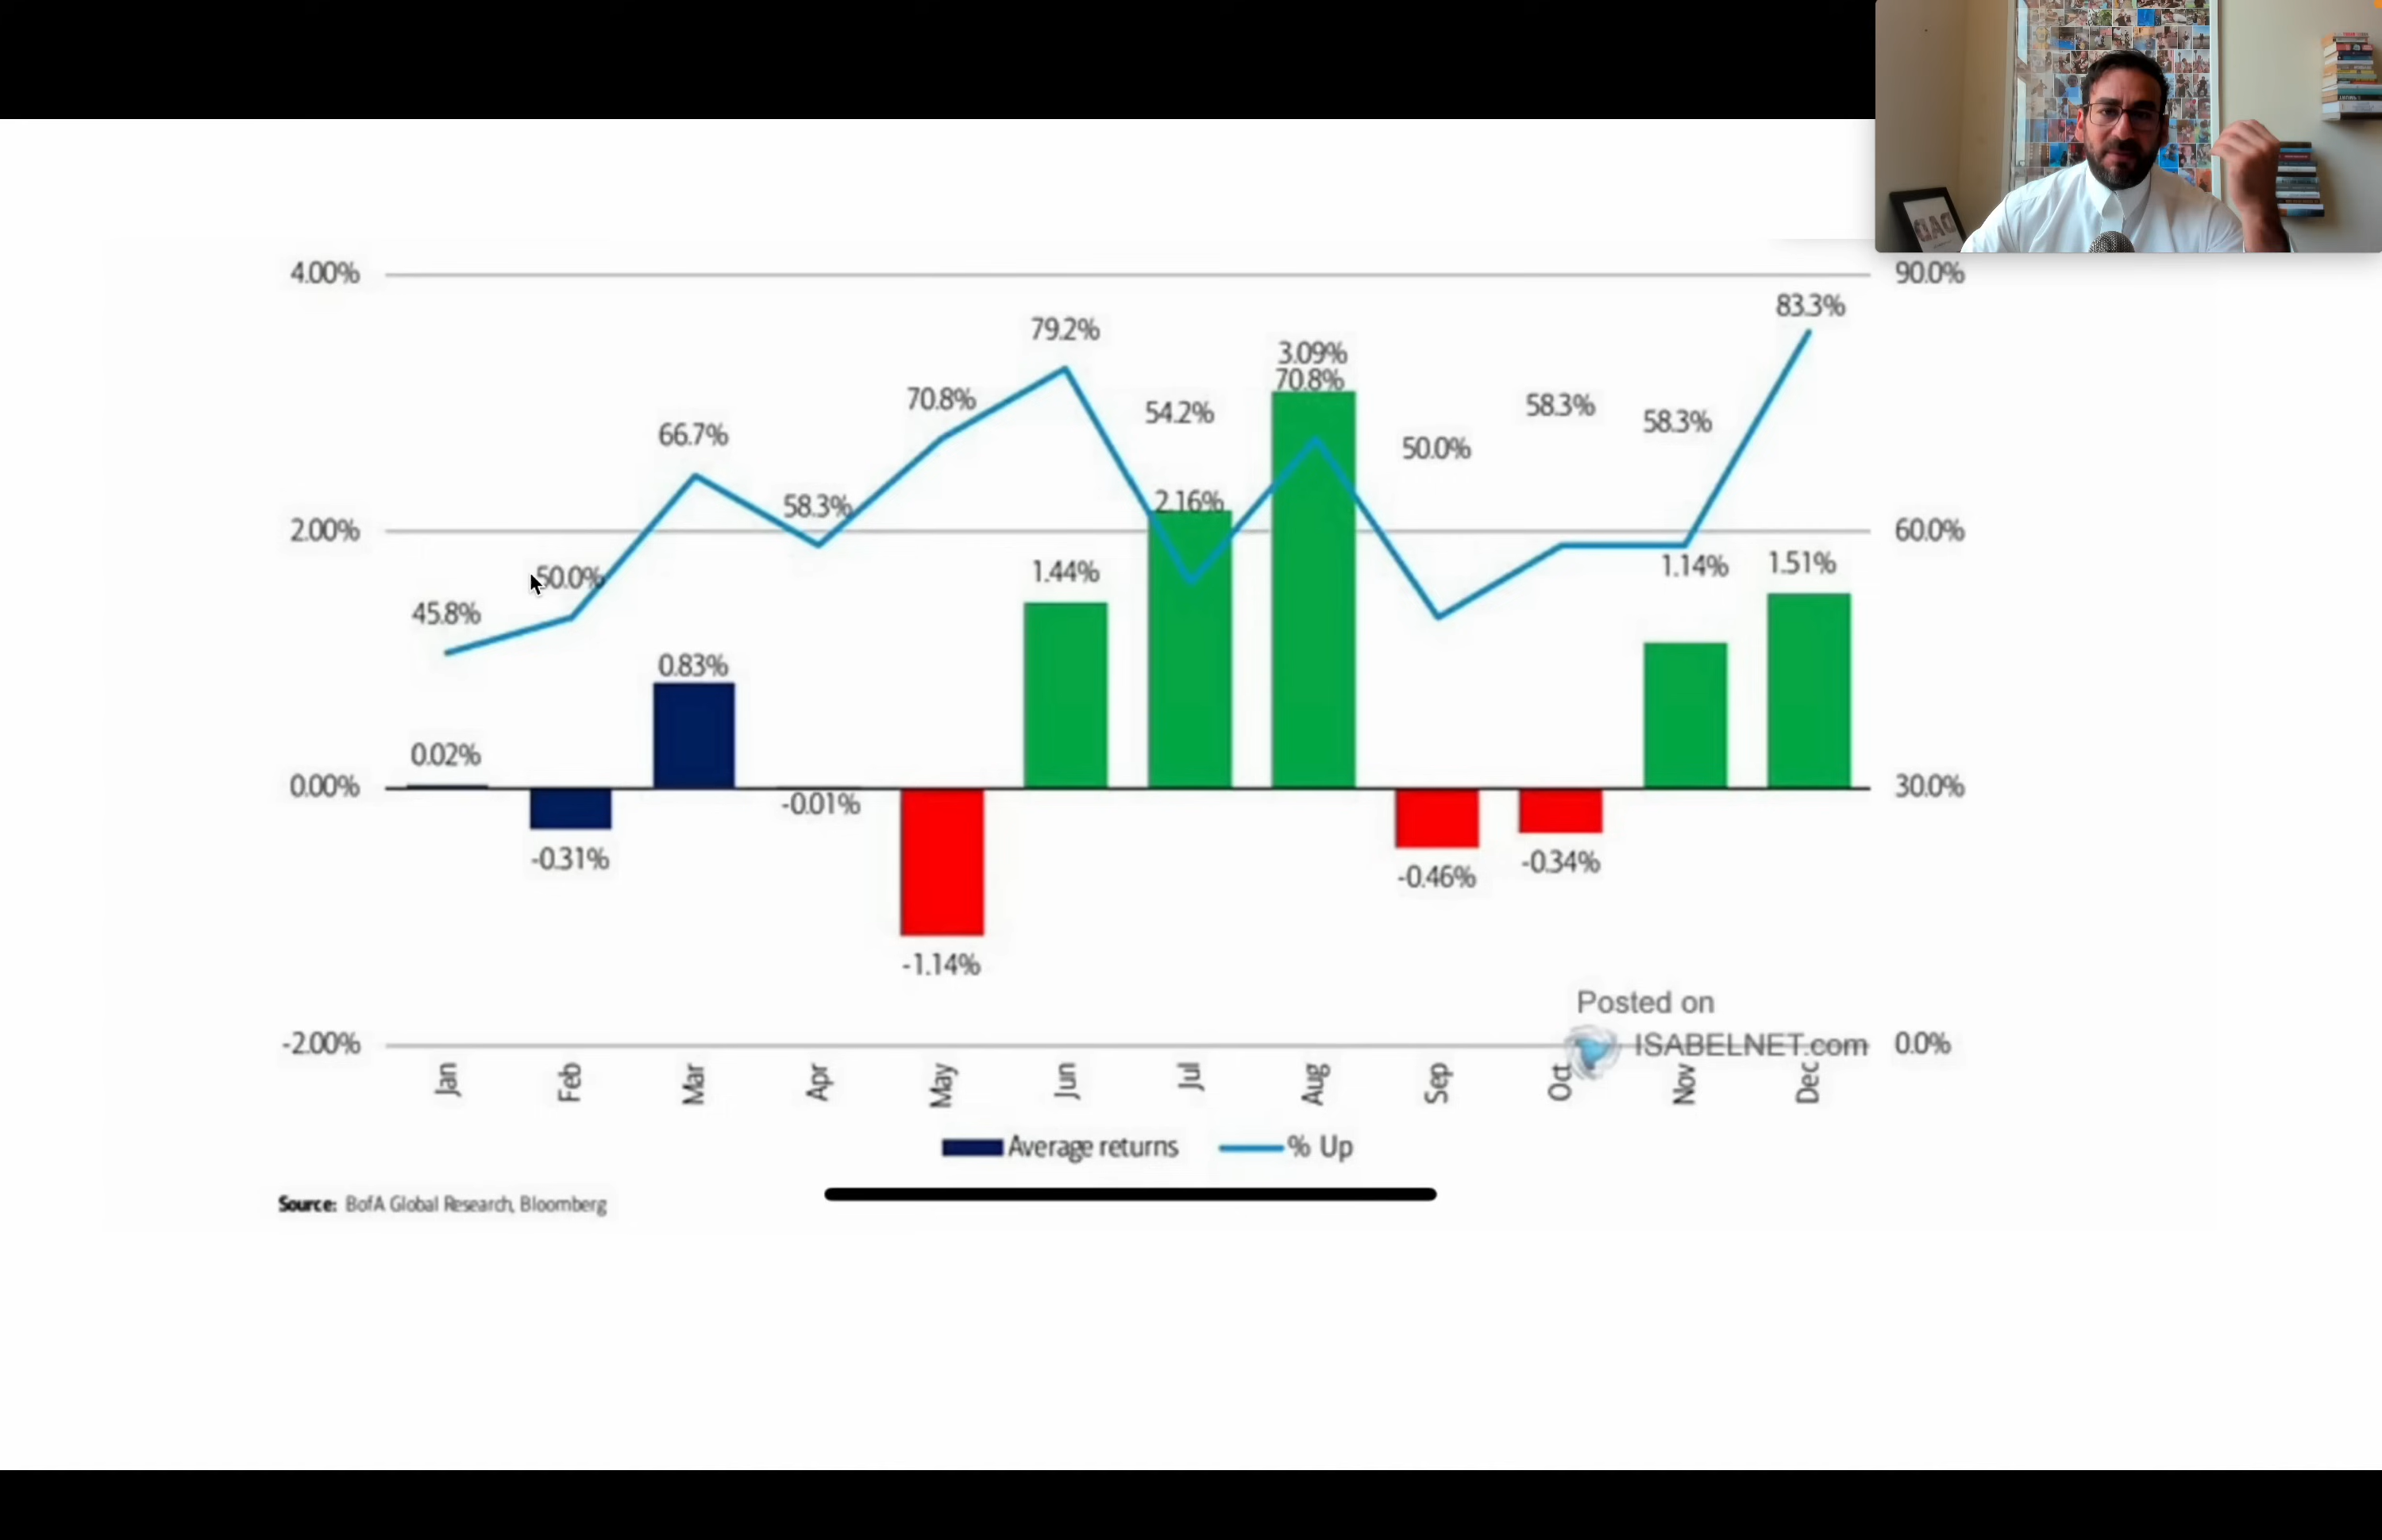 DAD
4.00%
90.0%
83.3%
79.2%
3.09%
70.8%
70.8%
54.2%
58.3%
58.3%
66.7%
50.0%
58.3%
2.16%
2.00%
60.0%
50.0%
1.44%
1.14%
1.51%
45.8%
0.83%
0.02%
0.00%
30.0%
-0.01%
-0.31%
-0.46%
-0.34%
-1.14%
Posted on
ISABELNET.com
-2.00%
0.0%
Jan
Feb
Mar
Apr
May
Jun
Jul
Aug
Sep
Oct
Nov
Dec
Average returns
% Up
Source: BofA Global Research, Bloomberg